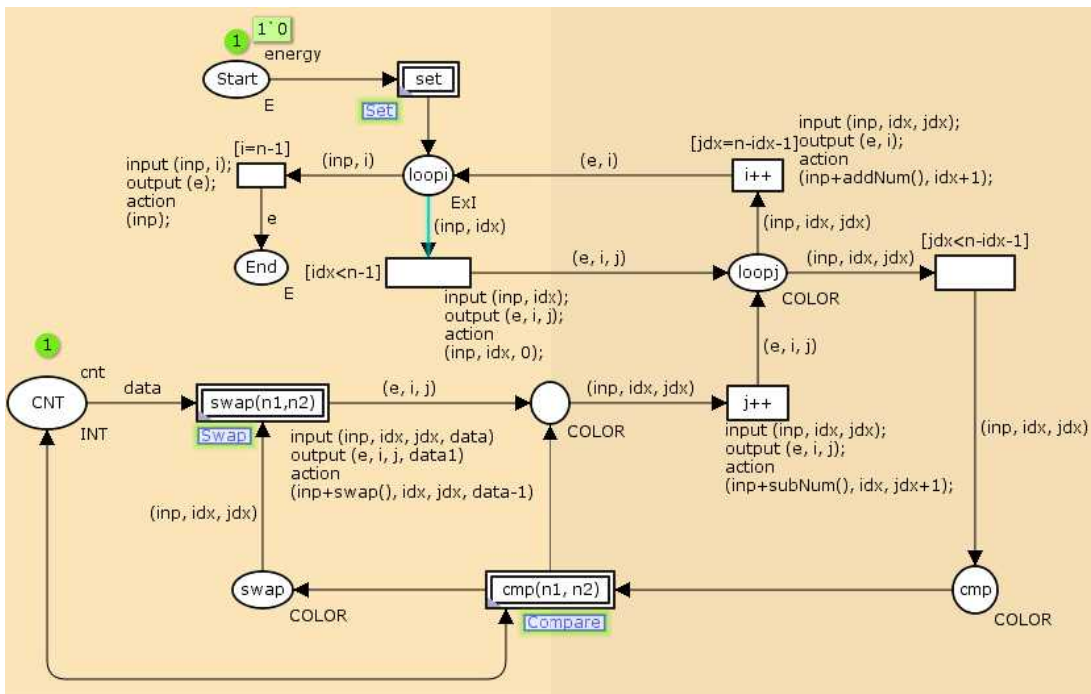 1
1`0
energy
Start
E
set
Set
[i=n-1]
input (inp, i);
output (e);
action
(inp);
(inp, i)
loopi
ExI
(e, i)
[jdx=n-idx-1]
i++
input (inp, idx, jdx);
output (e, i);
action
(inp+addNum(), idx+1);
e
End
E
(inp, idx)
[idx<n-1]
input (inp, idx);
output (e, i, j);
action
(inp, idx, 0);
(e, i, j)
(inp, idx, jdx)
loopj
COLOR
(inp, idx, jdx)
[jdx<n-idx-1]
(e, i, j)
1
cnt
CNT
INT
data
swap(n1,n2)
Swap
input (inp, idx, jdx, data)
output (e, i, j, data1)
action
(inp+swap(), idx, jdx, data-1)
(e, i, j)
COLOR
(inp, idx, jdx)
j++
input (inp, idx, jdx);
output (e, i, j);
action
(inp+subNum(), idx, jdx+1);
(inp, idx, jdx)
(inp, idx, jdx)
swap
COLOR
cmp(n1, n2)
Compare
cmp
COLOR